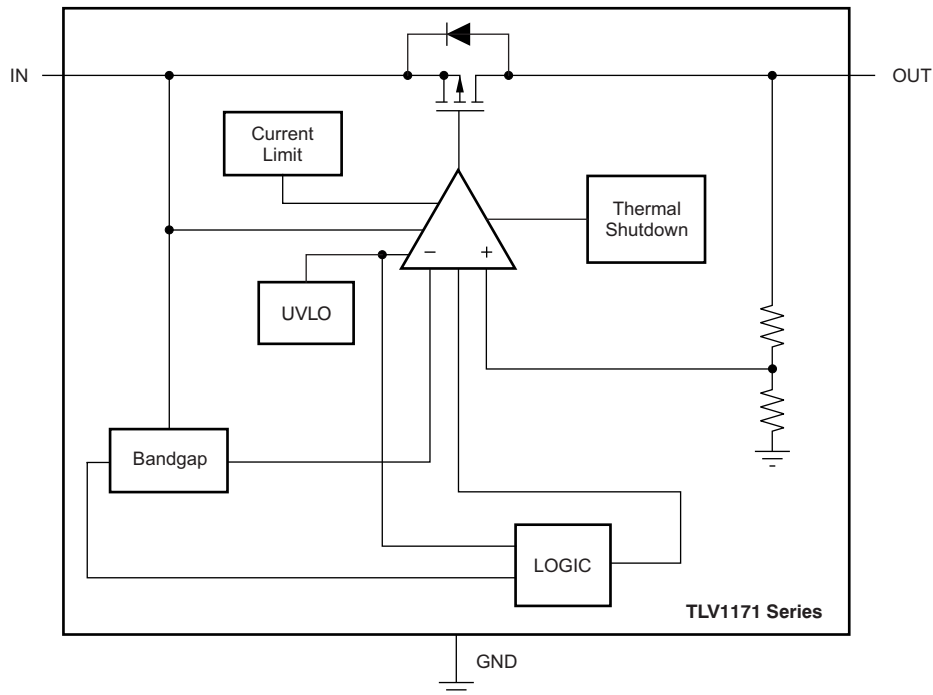 IN
OUT
Current
Limit
Thermal
Shutdown
− +
UVLO
Bandgap
LOGIC
TLV1171 Series
GND